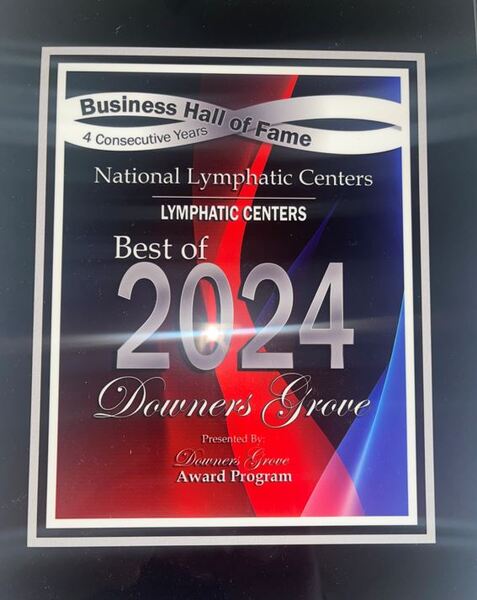 Business Hall of Fame
4 Consecutive Years
National Lymphatic Centers
LYMPHATIC CENTERS
Best of
2024
Downers Grove
Presented By:
Downers Grove
Award Program